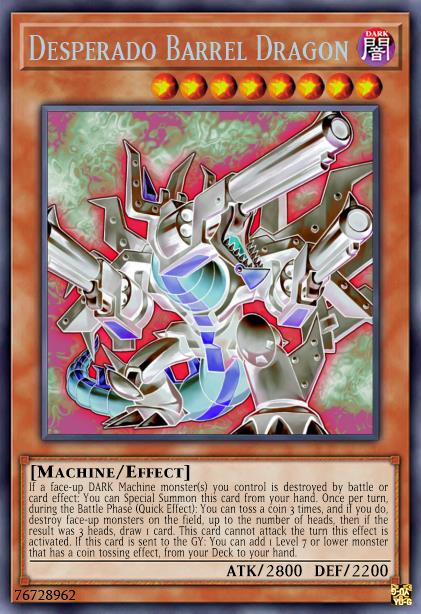 Desperado Barrel Dragon
DARK
闇
[Machine/Effect]
If a face-up DARK Machine monster(s) you control is destroyed by battle or
card effect: You can Special Summon this card from your hand. Once per turn,
during the Battle Phase (Quick Effect): You can toss a coin 3 times, and if you do,
destroy face-up monsters on the field, up to the number of heads, then if the
result was 3 heads, draw 1 card. This card cannot attack the turn this effect is
activated. If this card is sent to the GY: You can add 1 Level 7 or lower monster
that has a coin tossing effect, from your Deck to your hand.
ATK/2800 DEF/2200
76728962